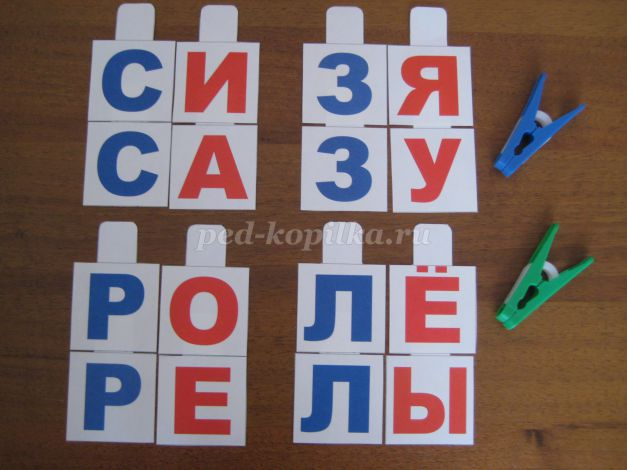 СИ ЗЯ
СА ЗУ
ped-kopilka.ru
РО ЛЁ
РЕ ЛЫ